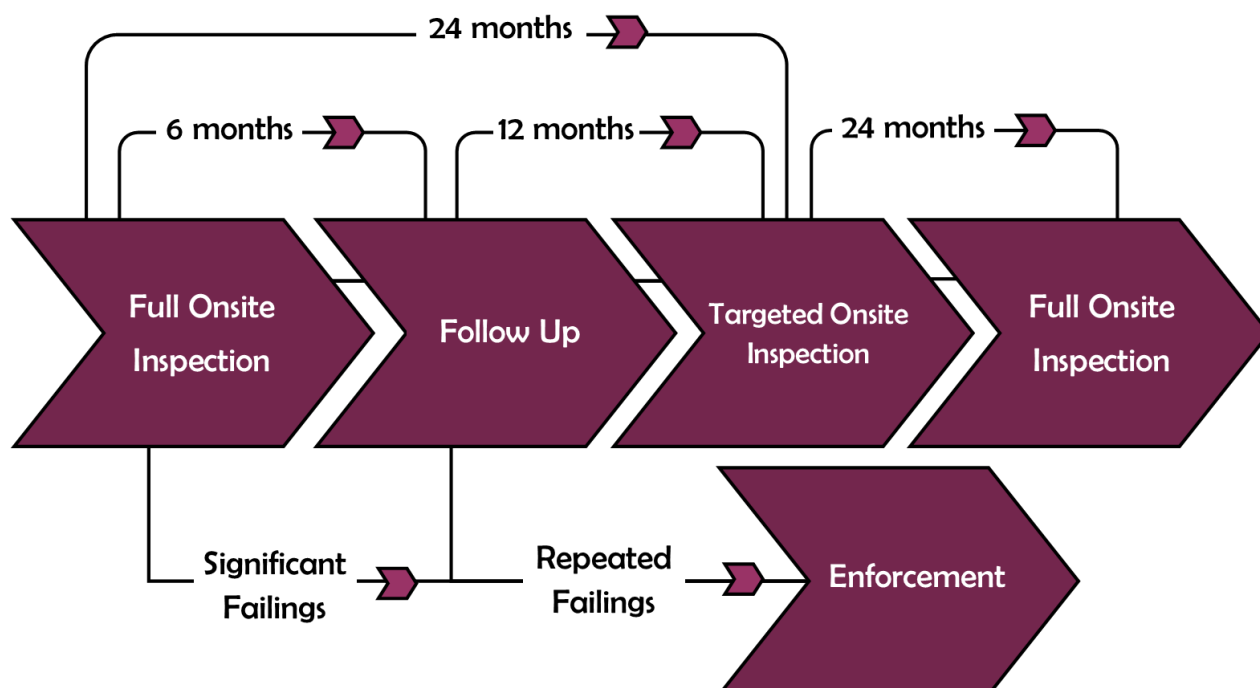 24 months
6 months
12 months
24 months
Full Onsite
Inspection
Follow Up
Targeted Onsite
Inspection
Full Onsite
Inspection
Significant
Failings
Repeated
Failings
Enforcement